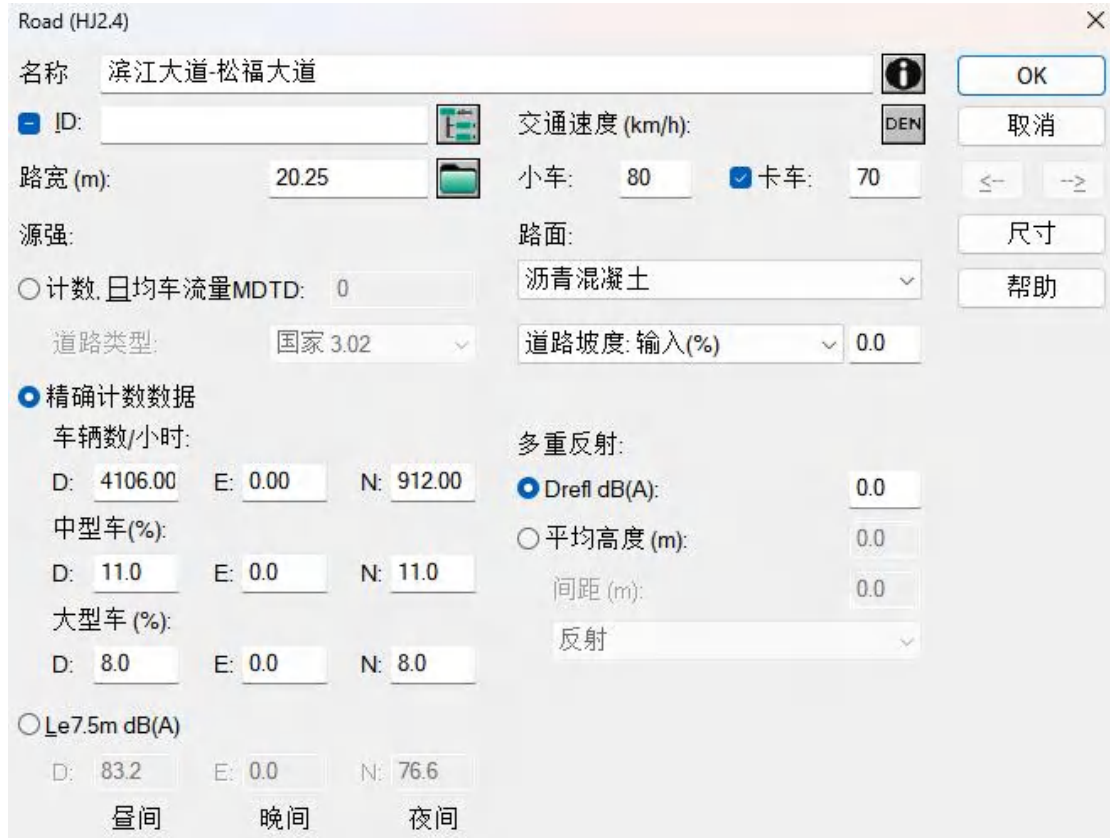 Road (HJ2.4)
名称 滨江大道-松福大道 OK
ID: 交通速度 (km/h): DEN 取消
路宽 (m): 20.25 小车: 80 卡车: 70 <-- -->
源强: 路面: 尺寸
计数, 日均车流量MDTD: 0 沥青混凝土 帮助
道路类型: 国家 3.02 道路坡度: 输入(%) 0.0
精确计数数据
车辆数/小时: 多重反射:
D: 4106.00 E: 0.00 N: 912.00 Drefl dB(A): 0.0
中型车(%): 平均高度 (m): 0.0
D: 11.0 E: 0.0 N: 11.0 间距 (m): 0.0
大型车 (%): 反射
D: 8.0 E: 0.0 N: 8.0
Le7.5m dB(A)
D: 83.2 E: 0.0 N: 76.6
昼间 晚间 夜间